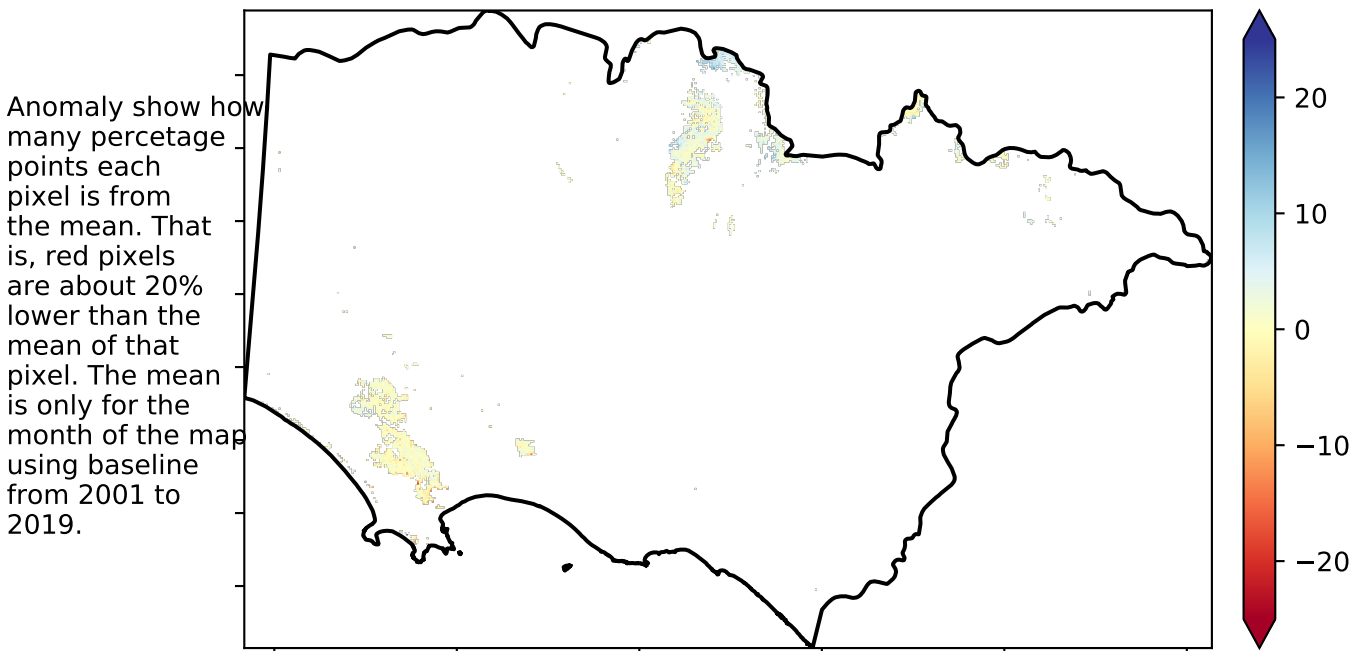 Anomaly show how
many percetage
points each
pixel is from
the mean. That
is, red pixels
are about 20%
lower than the
mean of that
pixel. The mean
is only for the
month of the map
using baseline
from 2001 to
2019.
20
10
0
−10
−20